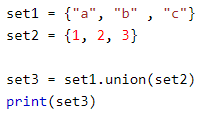 set1 = {"a", "b" , "c"}
set2 = {1, 2, 3}

set3 = set1.union(set2)
print(set3)